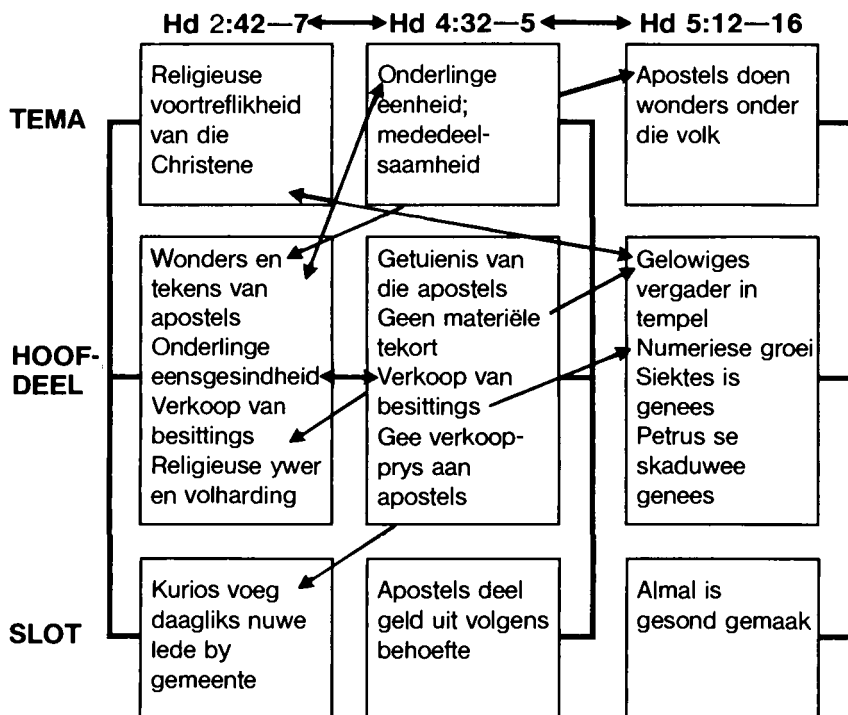 Hd 2:42—7 Hd 4:32—5 Hd 5:12—16
TEMA
Religieuse
voortreflikheid
van die
Christene
Onderlinge
eenheid;
mededeel-
saamheid
Apostels doen
wonders onder
die volk
HOOF-
DEEL
Wonders en
tekens van
apostels
Onderlinge
eensgesindheid
Verkoop van
besittings
Religieuse ywer
en volharding
Getuienis van
die apostels
Geen materiële
tekort
Verkoop van
besittings
Gee verkoop-
prys aan
apostels
Gelowiges
vergader in
tempel
Numeriese groei
Siektes is
genees
Petrus se
skaduwee
genees
SLOT
Kurios voeg
daagliks nuwe
lede by
gemeente
Apostels deel
geld uit volgens
behoefte
Almal is
gesond gemaak